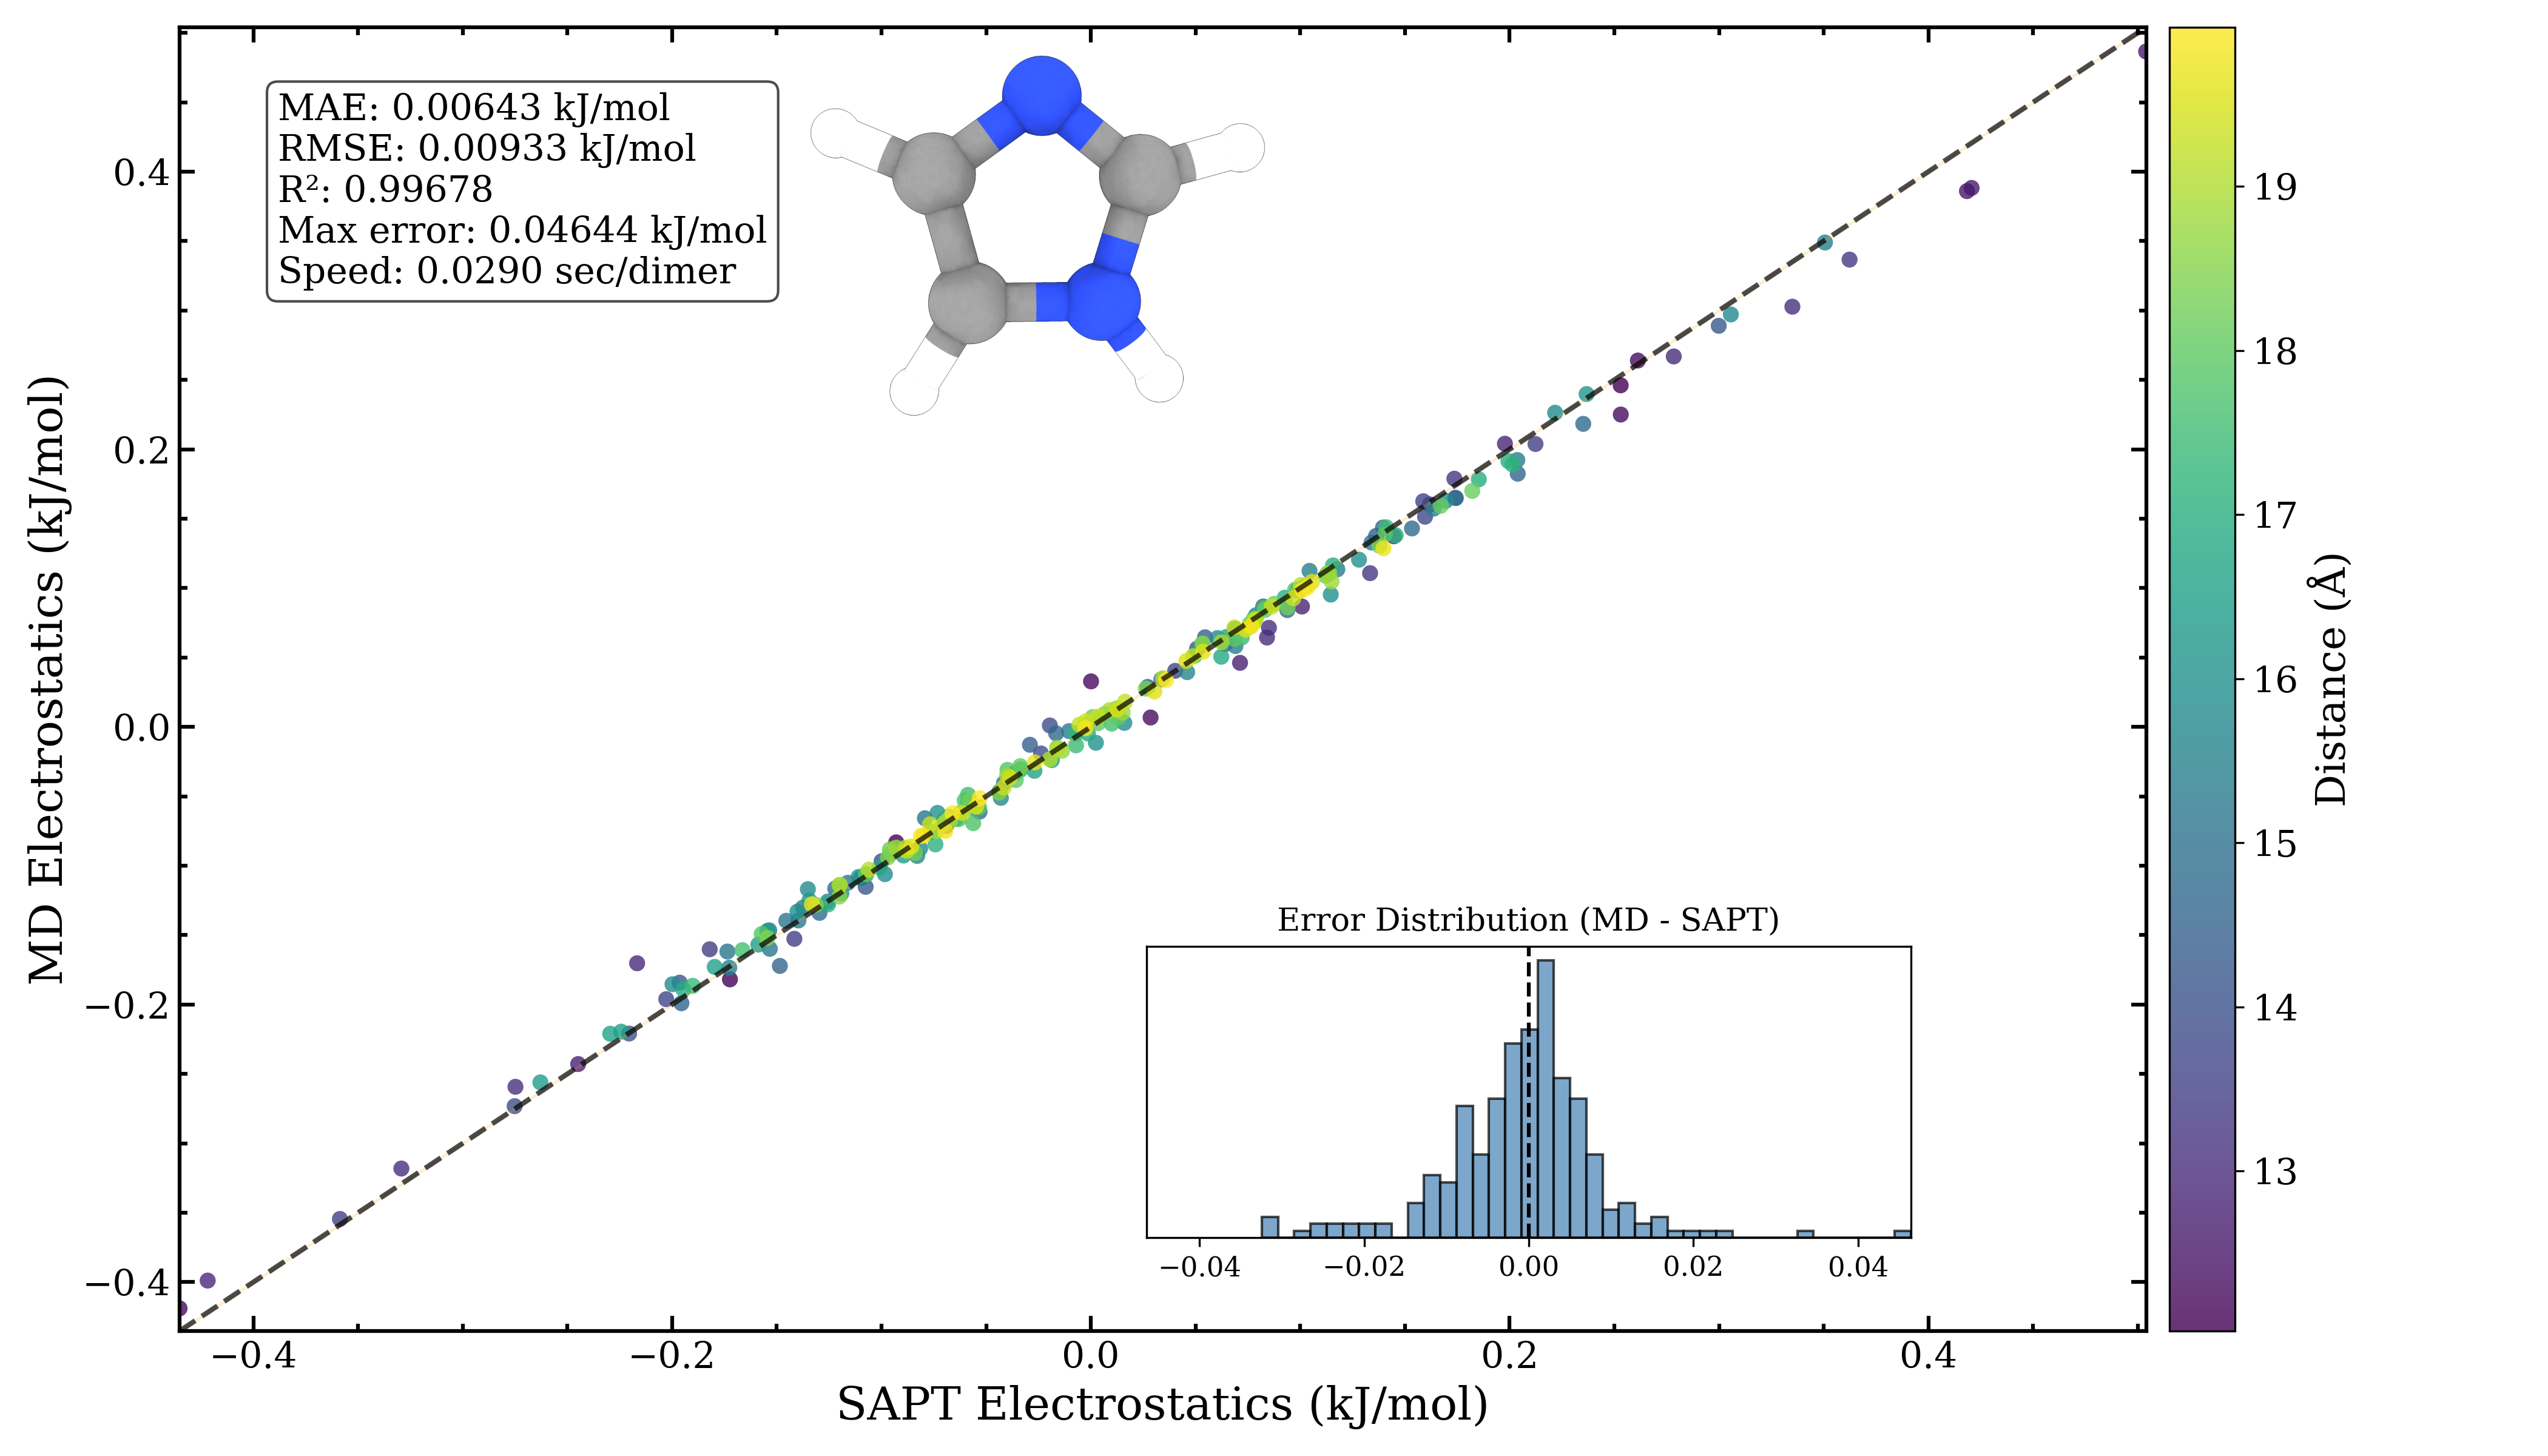 MAE: 0.00643 kJ/mol
RMSE: 0.00933 kJ/mol
R²: 0.99678
Max error: 0.04644 kJ/mol
Speed: 0.0290 sec/dimer
MD Electrostatics (kJ/mol)
0.4
0.2
0.0
−0.2
−0.4
Error Distribution (MD - SAPT)
−0.04 −0.02 0.00 0.02 0.04
−0.4 −0.2 0.0 0.2 0.4
SAPT Electrostatics (kJ/mol)
19
18
17
16
15
14
13
Distance (Å)